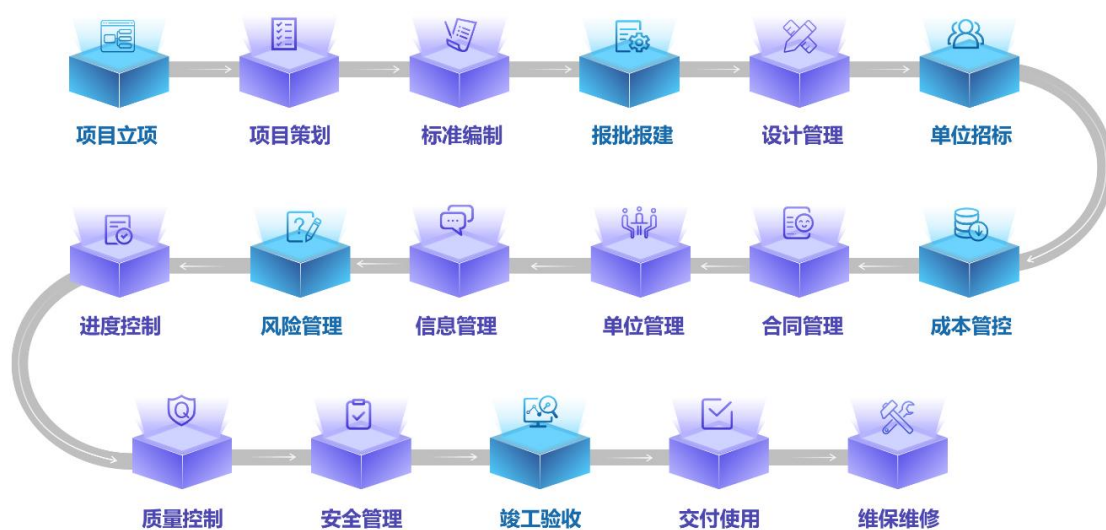 项目立项 项目策划 标准编制 报批报建 设计管理 单位招标
进度控制 风险管理 信息管理 单位管理 合同管理 成本管控
质量控制 安全管理 竣工验收 交付使用 维保维修